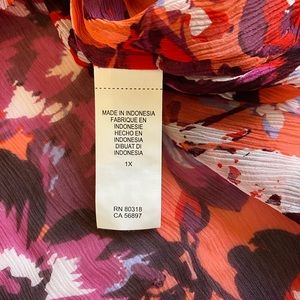 MADE IN INDONESIA
FABRIQUE EN
INDONESIE
HECHO EN
INDONESIA
DIBUAT DI
INDONESIA
1X
RN 80318
CA 56897